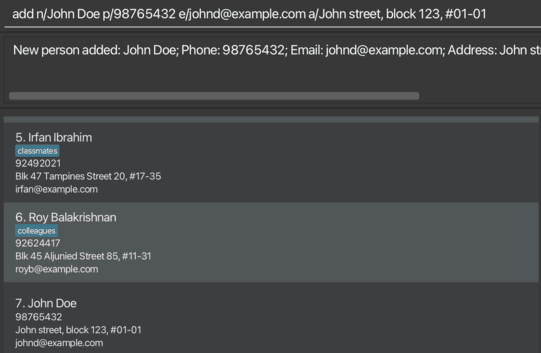 add n/John Doe p/98765432 e/johnd@example.com a/John street, block 123, #01-01
New person added: John Doe; Phone: 98765432; Email: johnd@example.com; Address: John st
5. Irfan Ibrahim
classmates
92492021
Blk 47 Tampines Street 20, #17-35
irfan@example.com
6. Roy Balakrishnan
colleagues
92624417
Blk 45 Aljunied Street 85, #11-31
royb@example.com
7. John Doe
98765432
John street, block 123, #01-01
johnd@example.com